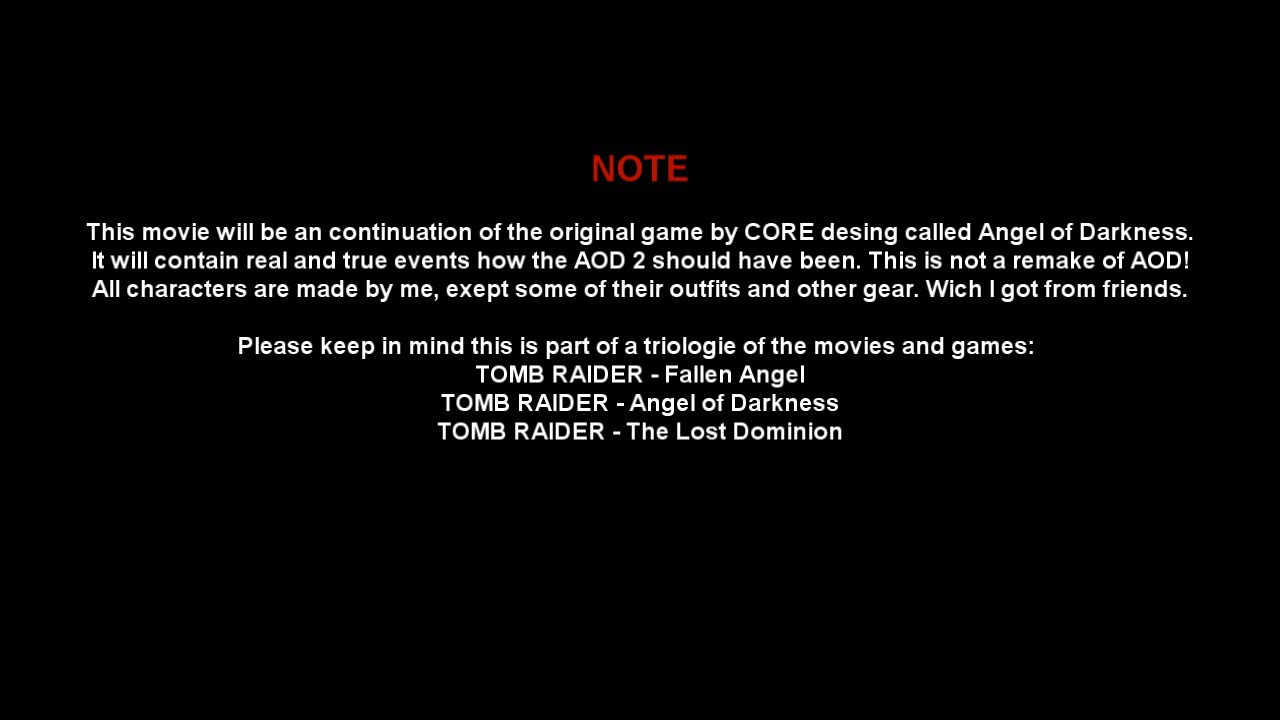 NOTE
This movie will be an continuation of the original game by CORE desing called Angel of Darkness.
It will contain real and true events how the AOD 2 should have been. This is not a remake of AOD!
All characters are made by me, exept some of their outfits and other gear. Wich I got from friends.
Please keep in mind this is part of a triologie of the movies and games:
TOMB RAIDER - Fallen Angel
TOMB RAIDER - Angel of Darkness
TOMB RAIDER - The Lost Dominion